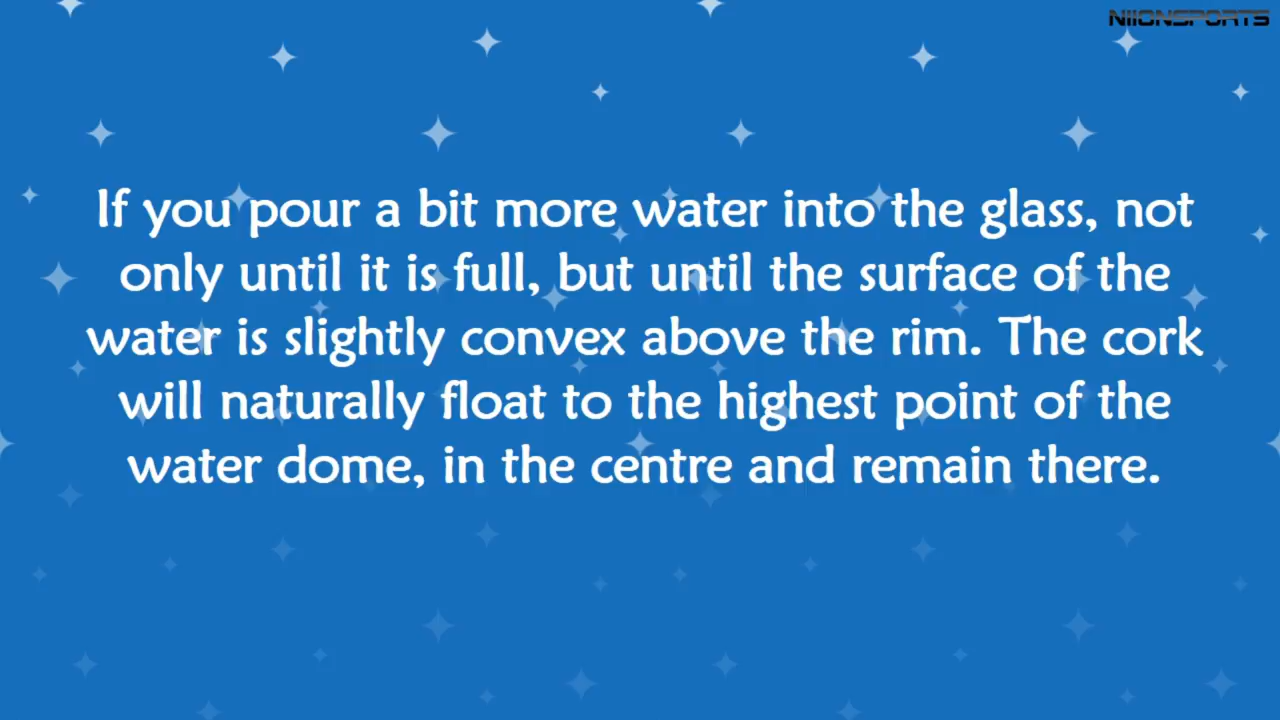 NIIONSPORTS
If you pour a bit more water into the glass, not
only until it is full, but until the surface of the
water is slightly convex above the rim. The cork
will naturally float to the highest point of the
water dome, in the centre and remain there.